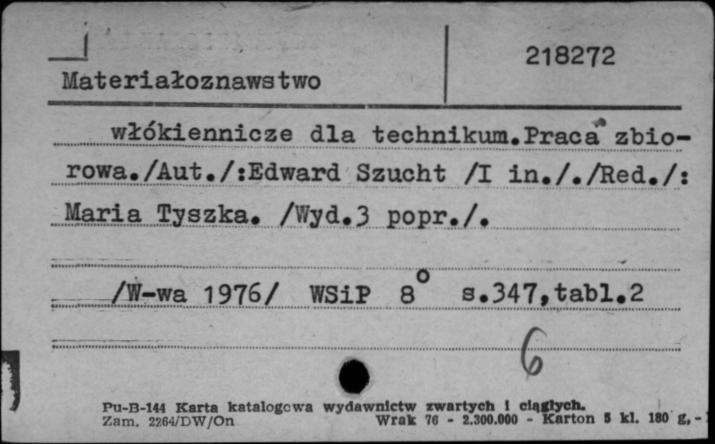 218272
Materiałoznawstwo
włókiennicze dla technikum.Praca zbio-
rowa./Aut./:Edward Szucht /I in././Red./:
Maria Tyszka. /Wyd.3 popr./.
/W-wa 1976/ WSiP 8° s.347,tabl.2
6
Pu-B-144 Karta katalogowa wydawnictw zwartych i ciągłych.
Zam. 2264/DW/On Wrak 76 - 2.300.000 - Karton 5 kl. 180 g, -